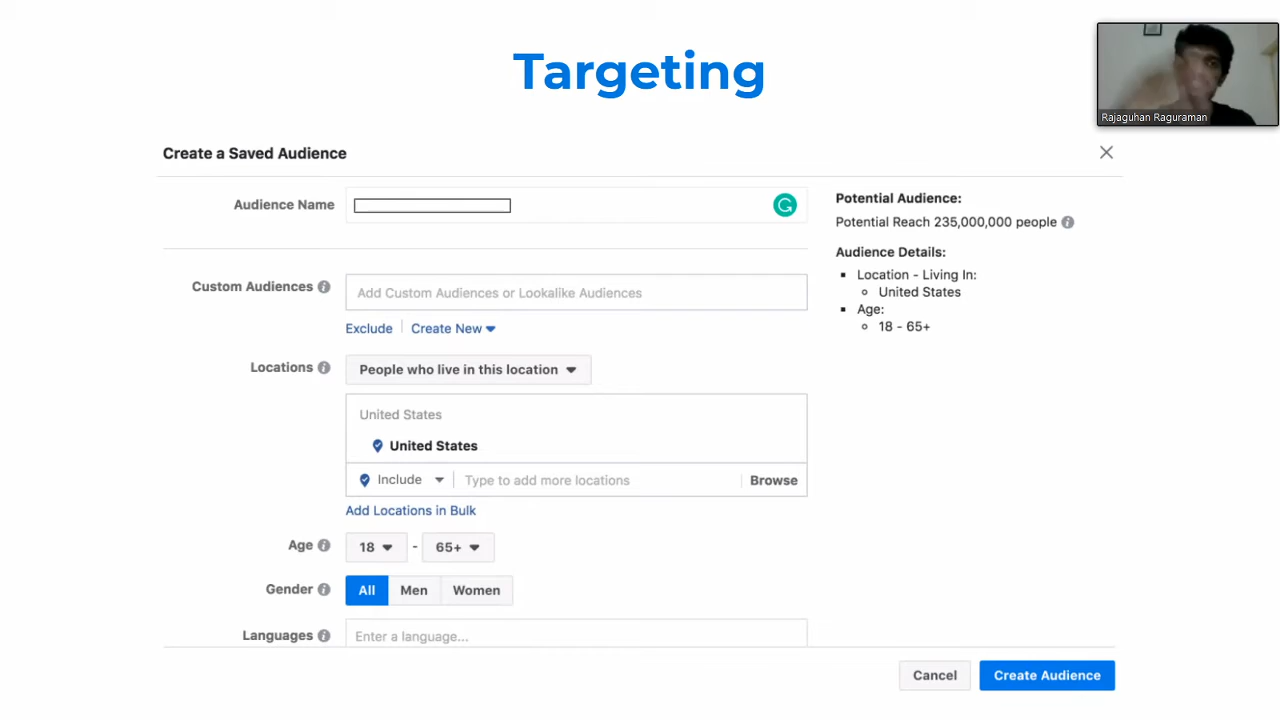 Targeting
Rajaguhan Raguraman
Create a Saved Audience
Audience Name
Potential Audience:
Potential Reach 235,000,000 people
Audience Details:
Location - Living In:
United States
Age:
18 - 65+
Custom Audiences
Add Custom Audiences or Lookalike Audiences
Exclude Create New
Locations
People who live in this location
United States
United States
Include Type to add more locations Browse
Add Locations in Bulk
Age 18 - 65+
Gender All Men Women
Languages Enter a language...
Cancel Create Audience